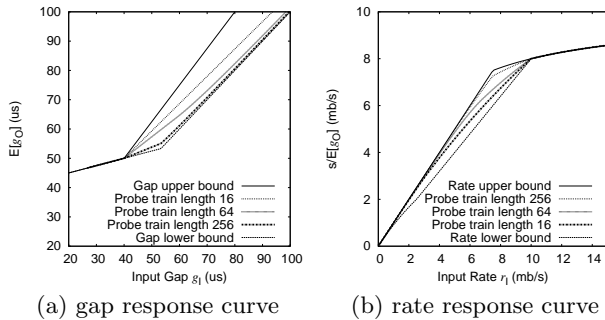 100
90
80
70
60
50
40
30
20
20 30 40 50 60 70 80 90 100
E[gO] (us)
Input Gap gI (us)
Gap upper bound
Probe train length 16
Probe train length 64
Probe train length 256
Gap lower bound
(a) gap response curve
10
8
6
4
2
0
0 2 4 6 8 10 12 14
s/E[gO] (mb/s)
Input Rate rI (mb/s)
Rate upper bound
Probe train length 256
Probe train length 64
Probe train length 16
Rate lower bound
(b) rate response curve